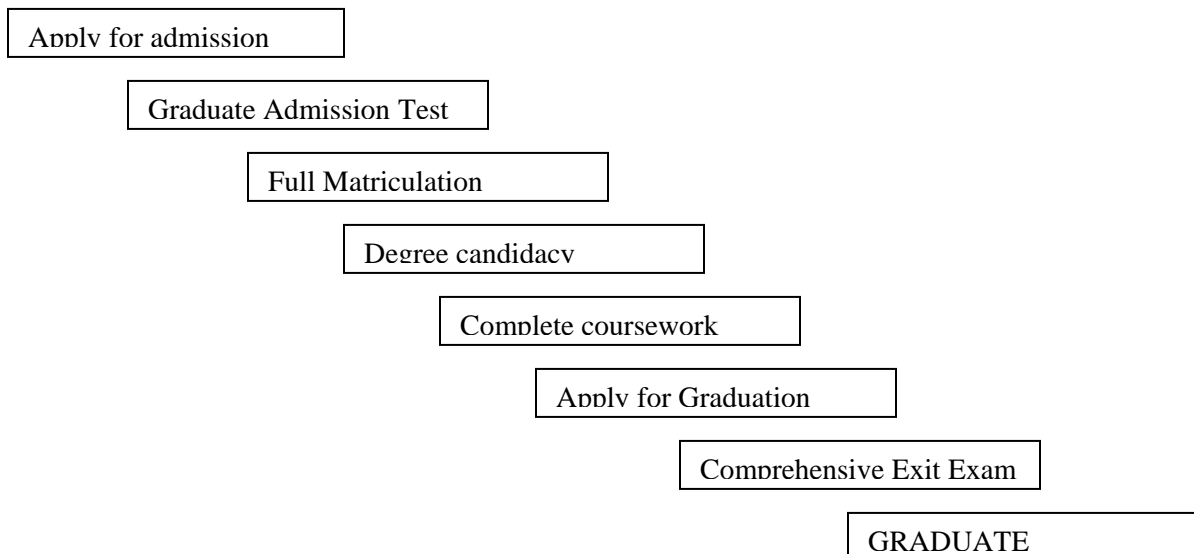 Apply for admission
Graduate Admission Test
Full Matriculation
Degree candidacy
Complete coursework
Apply for Graduation
Comprehensive Exit Exam
GRADUATE